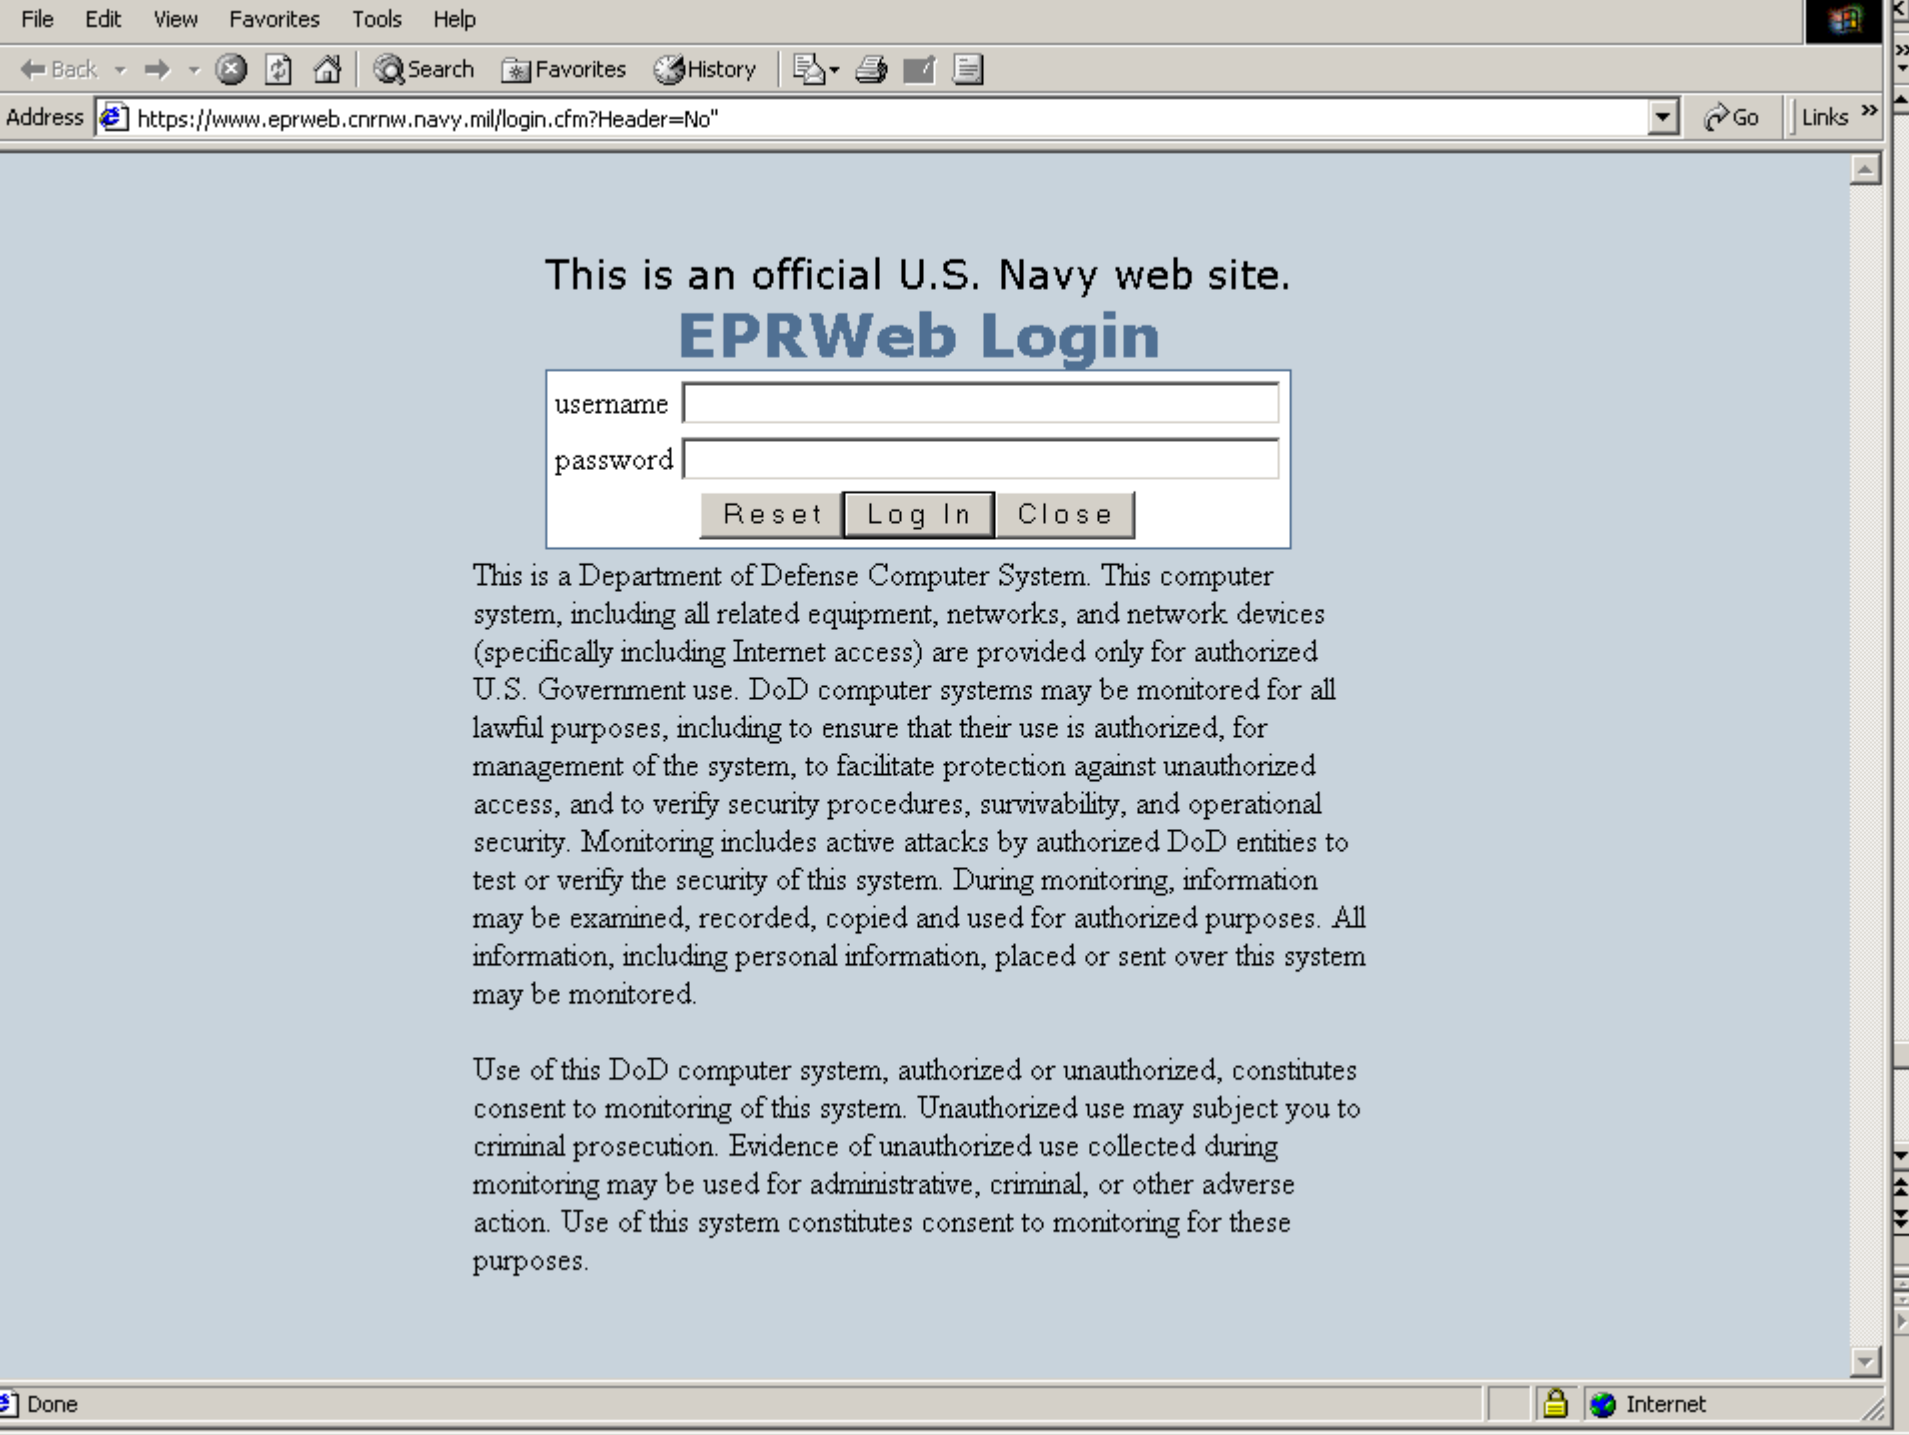 File Edit View Favorites Tools Help
Back Search Favorites History
Address https://www.eprweb.cnrnw.navy.mil/login.cfm?Header=No" Go Links »
This is an official U.S. Navy web site.
EPRWeb Login
username
password
Reset Log In Close
This is a Department of Defense Computer System. This computer
system, including all related equipment, networks, and network devices
(specifically including Internet access) are provided only for authorized
U.S. Government use. DoD computer systems may be monitored for all
lawful purposes, including to ensure that their use is authorized, for
management of the system, to facilitate protection against unauthorized
access, and to verify security procedures, survivability, and operational
security. Monitoring includes active attacks by authorized DoD entities to
test or verify the security of this system. During monitoring, information
may be examined, recorded, copied and used for authorized purposes. All
information, including personal information, placed or sent over this system
may be monitored.
Use of this DoD computer system, authorized or unauthorized, constitutes
consent to monitoring of this system. Unauthorized use may subject you to
criminal prosecution. Evidence of unauthorized use collected during
monitoring may be used for administrative, criminal, or other adverse
action. Use of this system constitutes consent to monitoring for these
purposes.
Done Internet